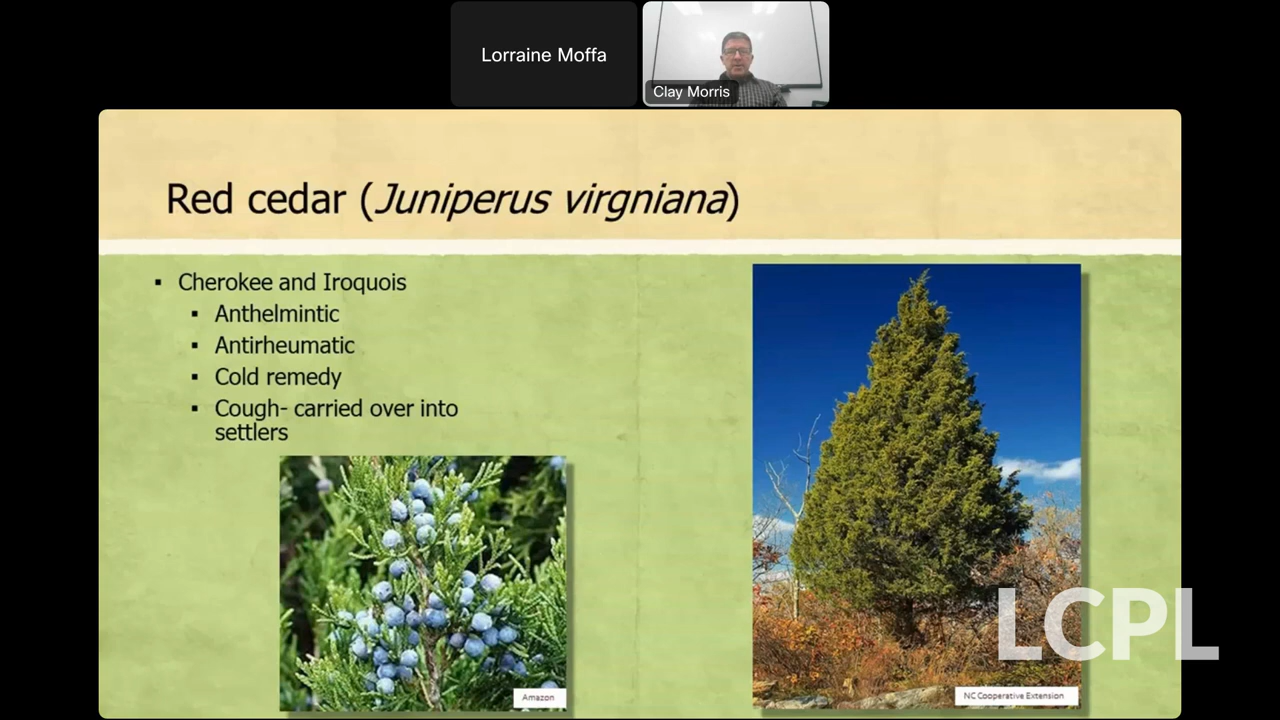 Lorraine Moffa
Clay Morris
Red cedar (Juniperus virgniana)
▪ Cherokee and Iroquois
▪ Anthelmintic
▪ Antirheumatic
▪ Cold remedy
▪ Cough- carried over into
settlers
Amazon
NC Cooperative Extension
LCPL